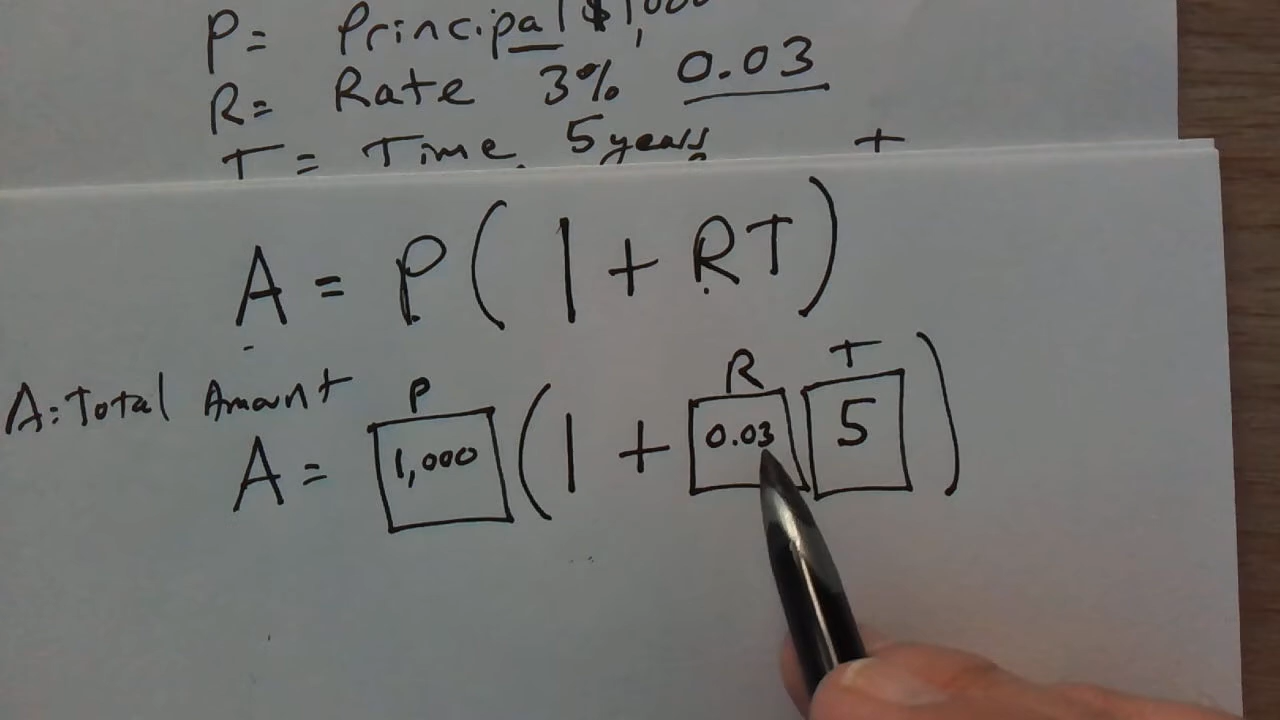 P= Principal $1,000
R= Rate 3% 0.03
T= Time 5 years +
A = P(1+RT)
A:Total Amount P R T
A= 1,000 (1 + 0.03 5)